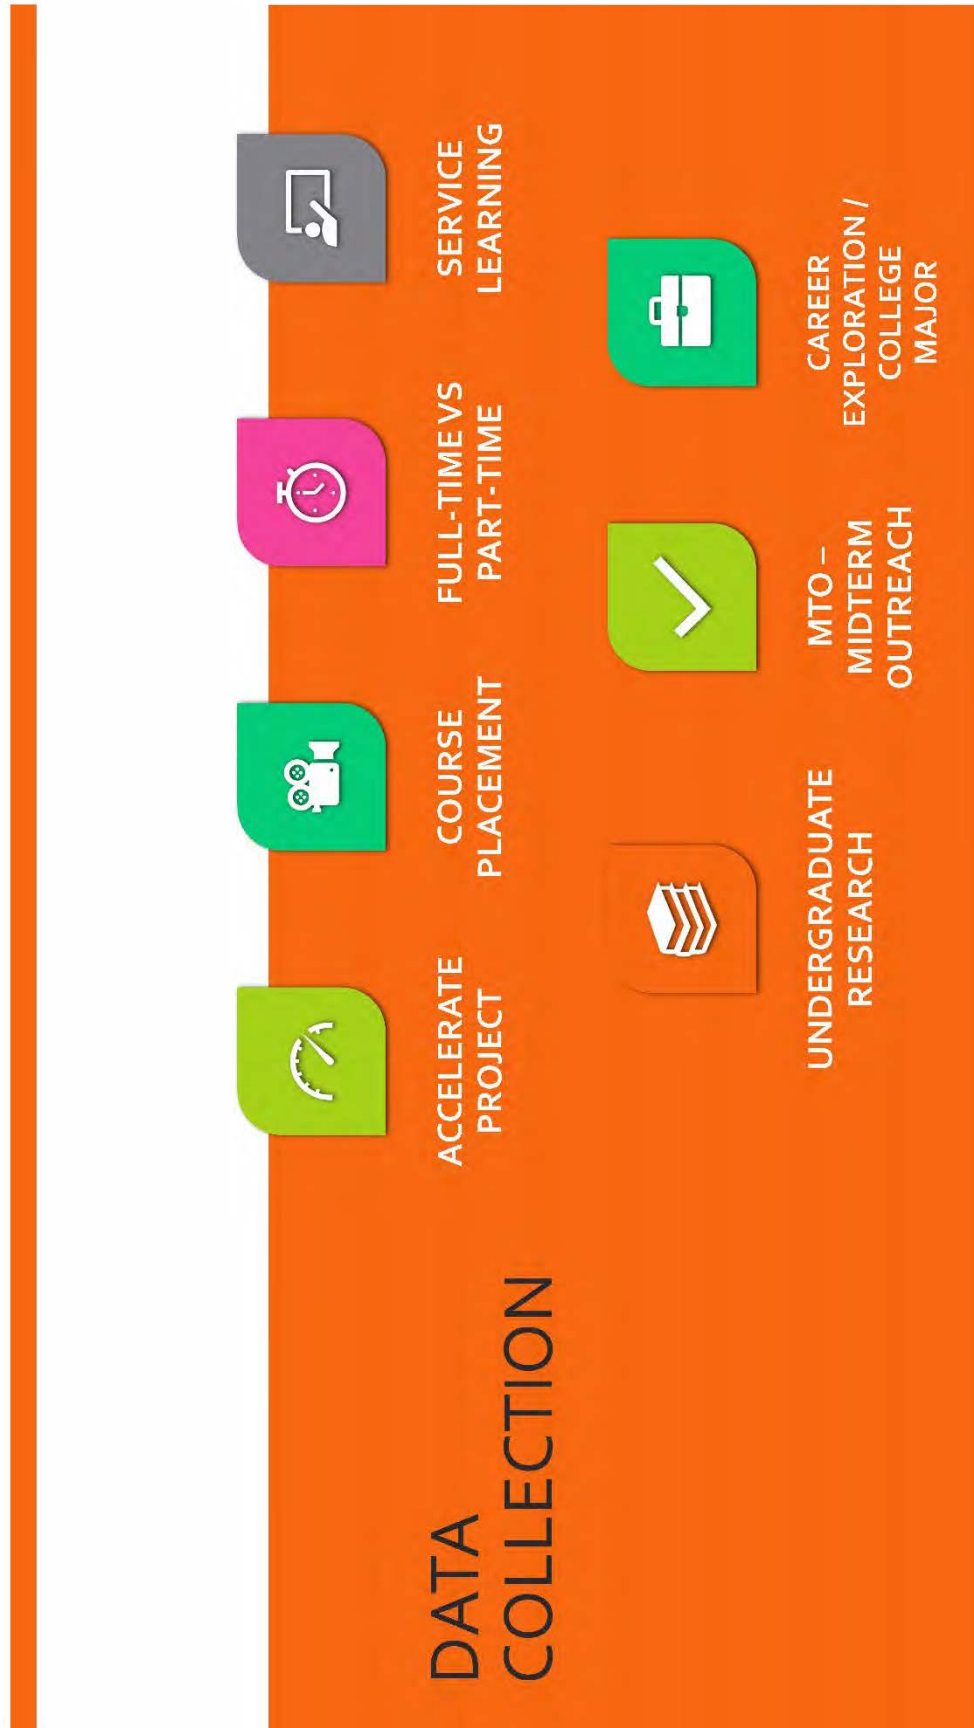 DATA
COLLECTION
ACCELERATE
PROJECT
COURSE
PLACEMENT
FULL-TIME VS
PART-TIME
SERVICE
LEARNING
UNDERGRADUATE
RESEARCH
MTO –
MIDTERM
OUTREACH
CAREER
EXPLORATION /
COLLEGE
MAJOR